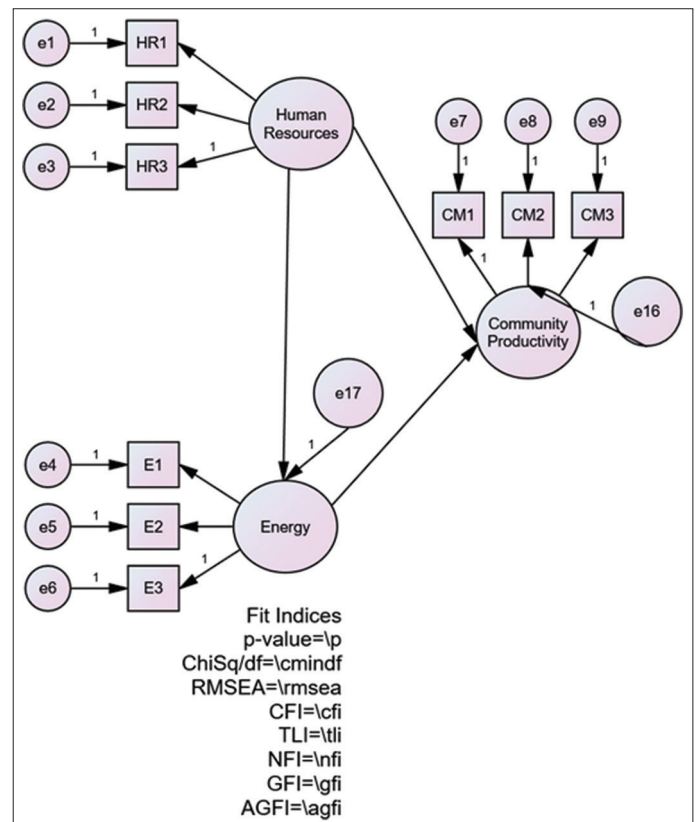 e1
1
HR1
e2
1
HR2
e3
1
HR3
1
Human
Resources
e7
e8
e9
1
1
1
CM1
CM2
CM3
1
Community
Productivity
1
e16
e17
1
e4
1
E1
e5
1
E2
e6
1
E3
1
Energy
Fit Indices
p-value=\p
ChiSq/df=\cmindf
RMSEA=\rmsea
CFI=\cfi
TLI=\tli
NFI=\nfi
GFI=\gfi
AGFI=\agfi